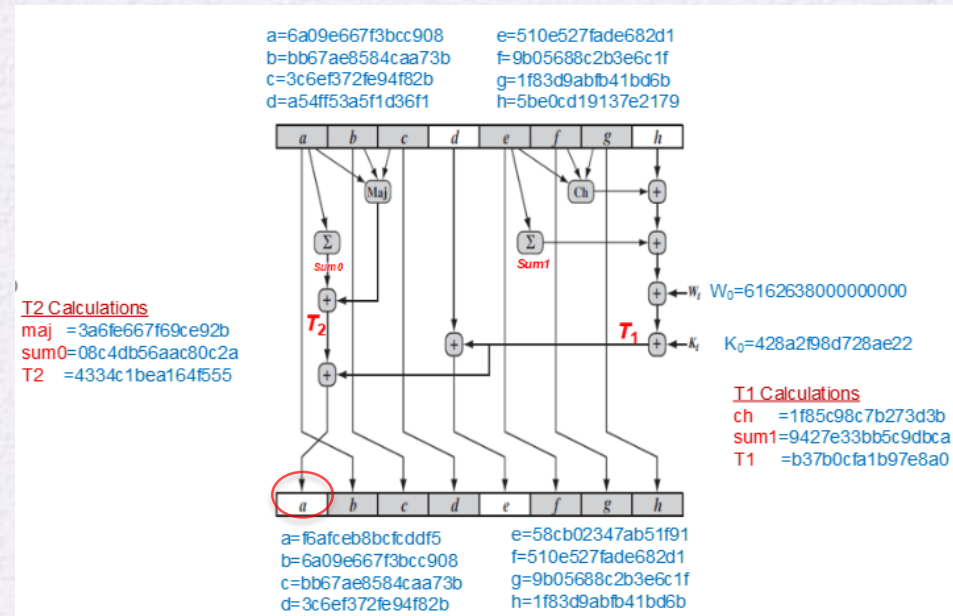 a=6a09e667f3bcc908
b=bb67ae8584caa73b
c=3c6ef372fe94f82b
d=a54ff53a5f1d36f1
e=510e527fade682d1
f=9b05688c2b3e6c1f
g=1f83d9abfb41bd6b
h=5be0cd19137e2179
a b c d e f g h
Maj
Ch
+
Σ
Sum0
Σ
Sum1
+
+
T2
+
Wt
W0=6162638000000000
+
T1
+
Kt
K0=428a2f98d728ae22
+
T2 Calculations
maj =3a6fe667f69ce92b
sum0=08c4db56aac80c2a
T2 =4334c1bea164f555
T1 Calculations
ch =1f85c98c7b273d3b
sum1=9427e33bb5c9dbca
T1 =b37b0cfa1b97e8a0
a b c d e f g h
a=f6afceb8bcfcddf5
b=6a09e667f3bcc908
c=bb67ae8584caa73b
d=3c6ef372fe94f82b
e=58cb02347ab51f91
f=510e527fade682d1
g=9b05688c2b3e6c1f
h=1f83d9abfb41bd6b